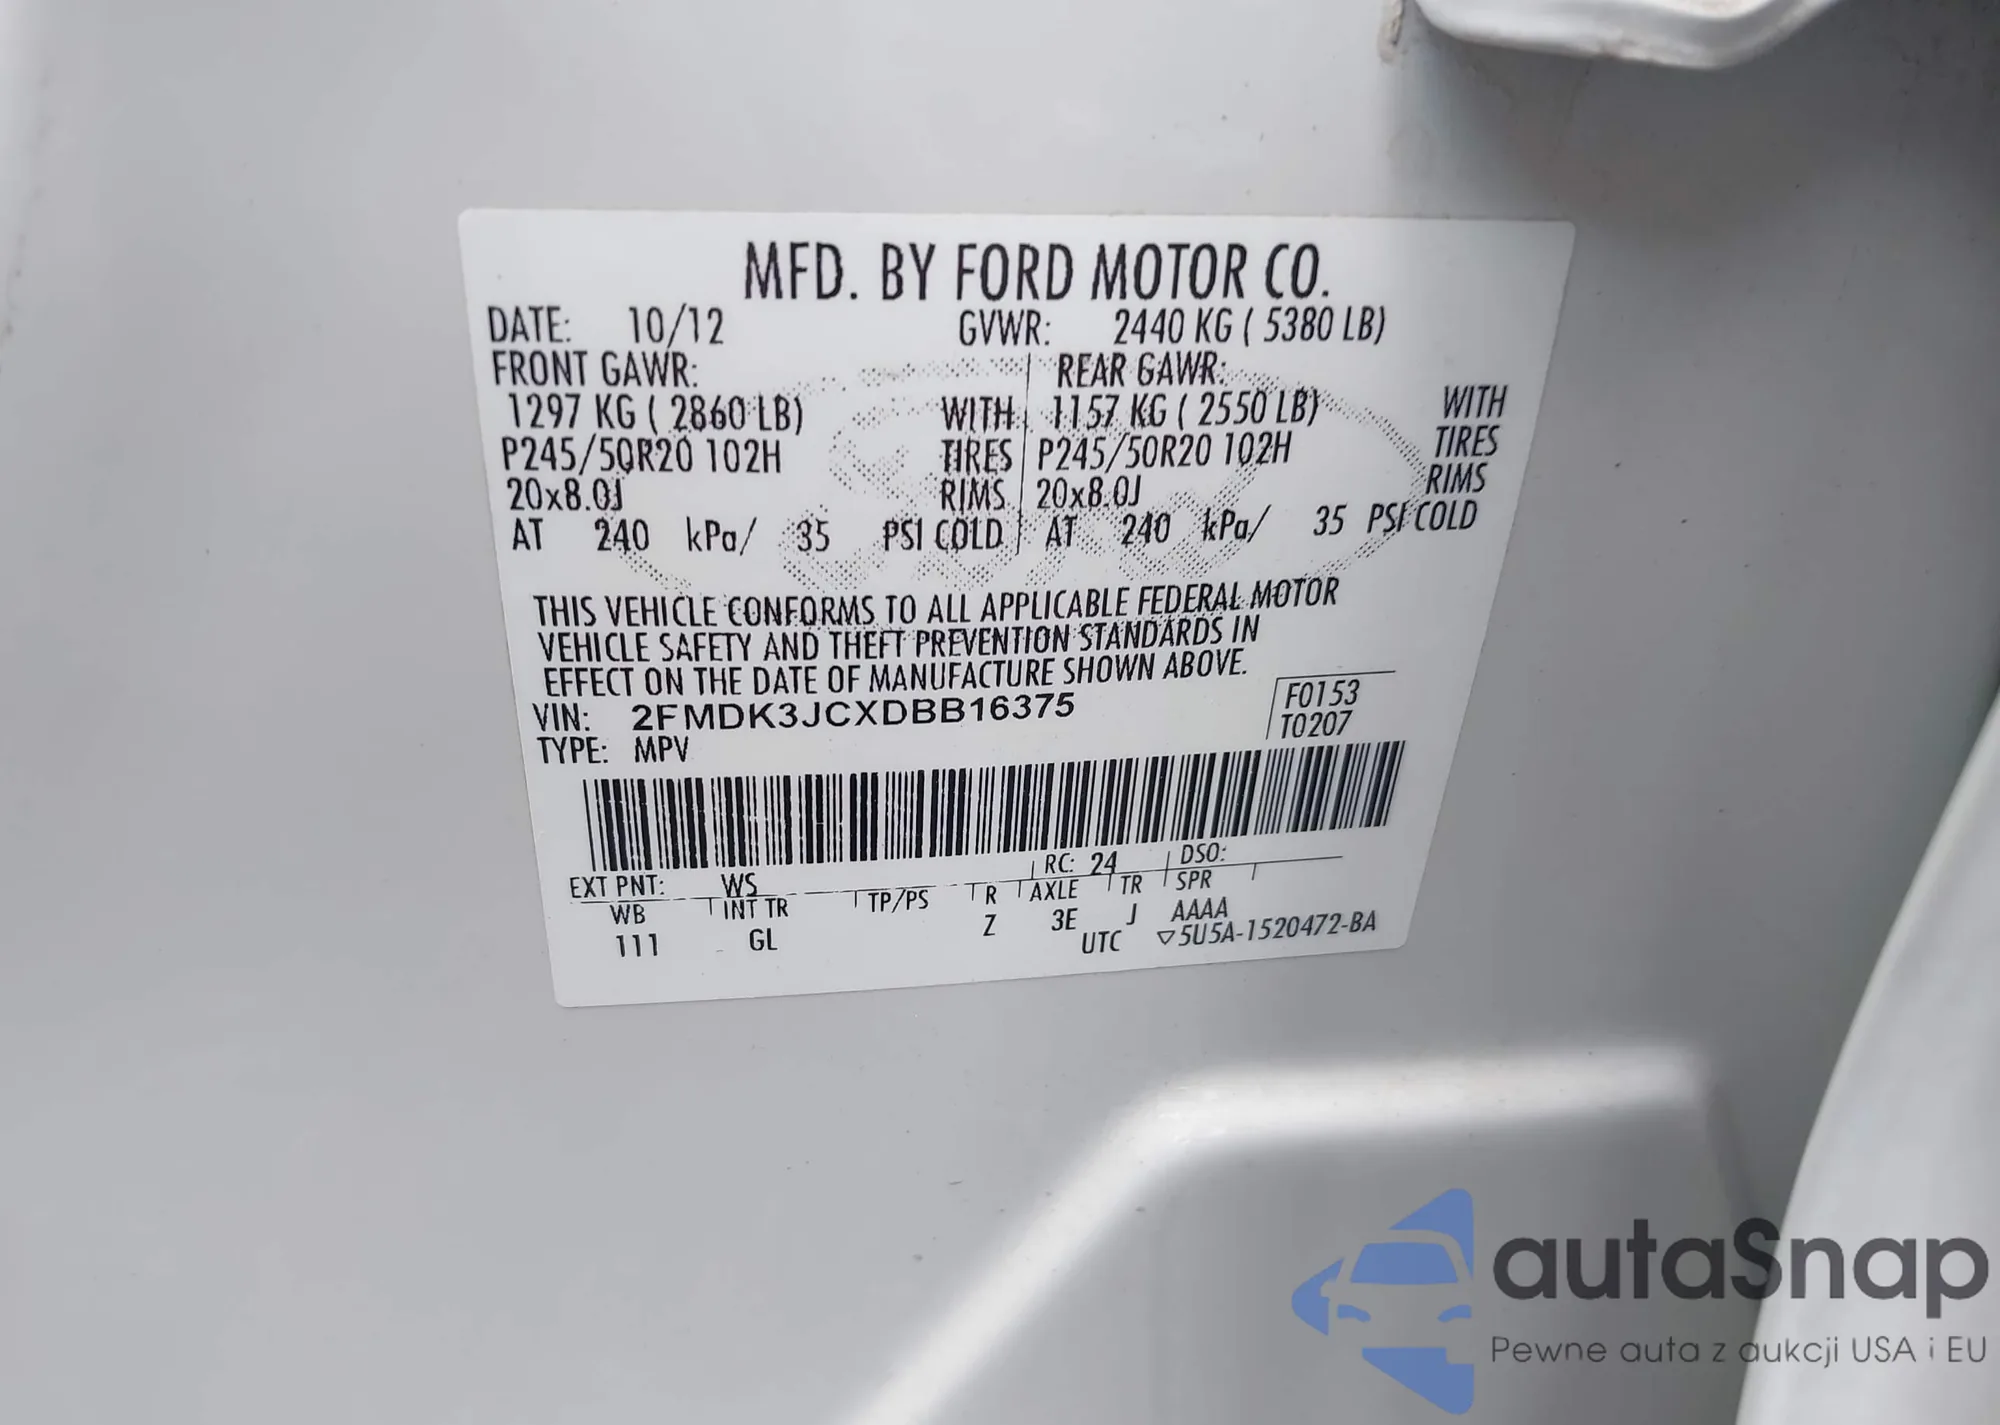 MFD. BY FORD MOTOR CO.
DATE: 10/12 GVWR: 2440 KG ( 5380 LB)
FRONT GAWR: REAR GAWR:
1297 KG ( 2860 LB) WITH 1157 KG ( 2550 LB) WITH
P245/50R20 102H TIRES P245/50R20 102H TIRES
20x8.0J RIMS 20x8.0J RIMS
AT 240 kPa/ 35 PSI COLD AT 240 kPa/ 35 PSI COLD
THIS VEHICLE CONFORMS TO ALL APPLICABLE FEDERAL MOTOR
VEHICLE SAFETY AND THEFT PREVENTION STANDARDS IN
EFFECT ON THE DATE OF MANUFACTURE SHOWN ABOVE.
VIN: 2FMDK3JCXDBB16375 F0153
TYPE: MPV T0207
EXT PNT: WS RC: 24 DSO:
WB INT TR TP/PS R AXLE TR SPR
111 GL Z 3E J AAAA
UTC ▽5U5A-1520472-BA
autaSnap
Pewne auta z aukcji USA i EU